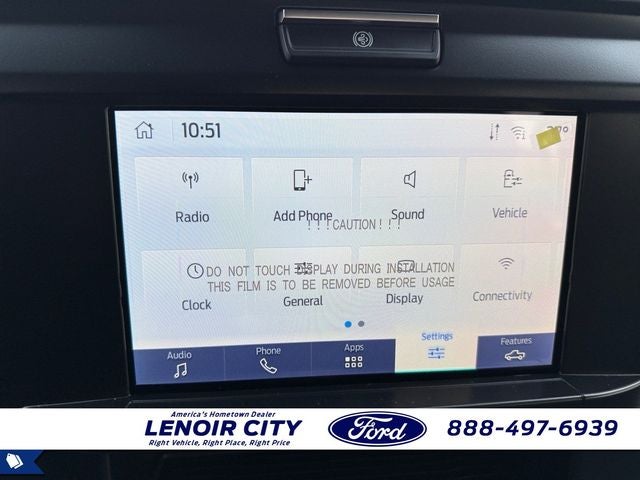 10:51
Radio
Add Phone
Sound
Vehicle
!!!CAUTION!!!
DO NOT TOUCH DISPLAY DURING INSTALLATION
THIS FILM IS TO BE REMOVED BEFORE USAGE
Clock
General
Display
Connectivity
Audio
Phone
Apps
Settings
Features
America's Hometown Dealer
LENOIR CITY
Right Vehicle, Right Place, Right Price
Ford
888-497-6939